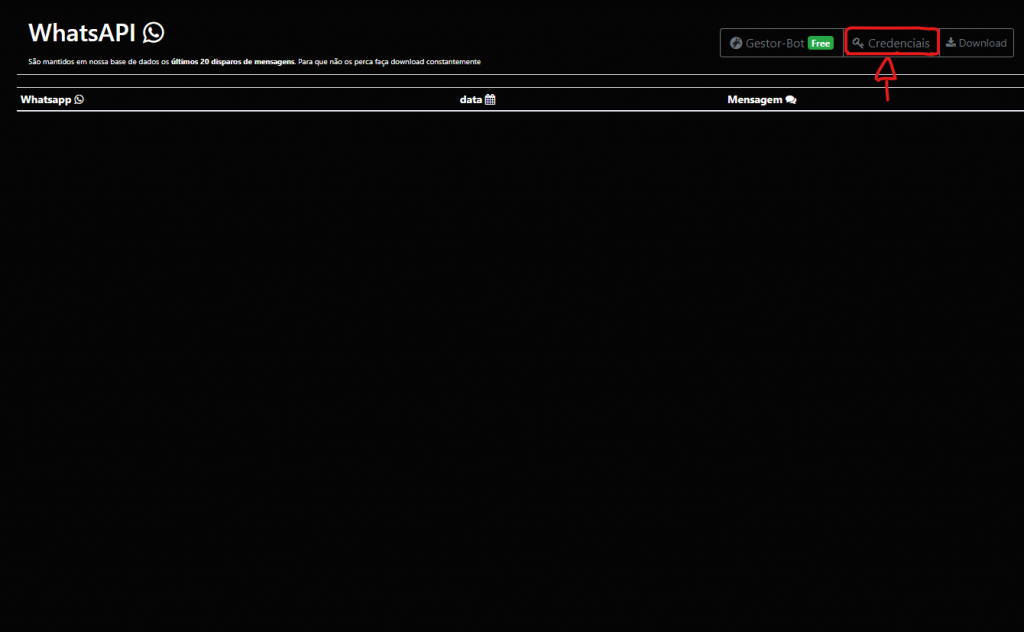 WhatsAPI
Gestor-Bot Free Credenciais Download
São mantidos em nossa base de dados os últimos 20 disparos de mensagens. Para que não os perca faça download constantemente
Whatsapp data Mensagem